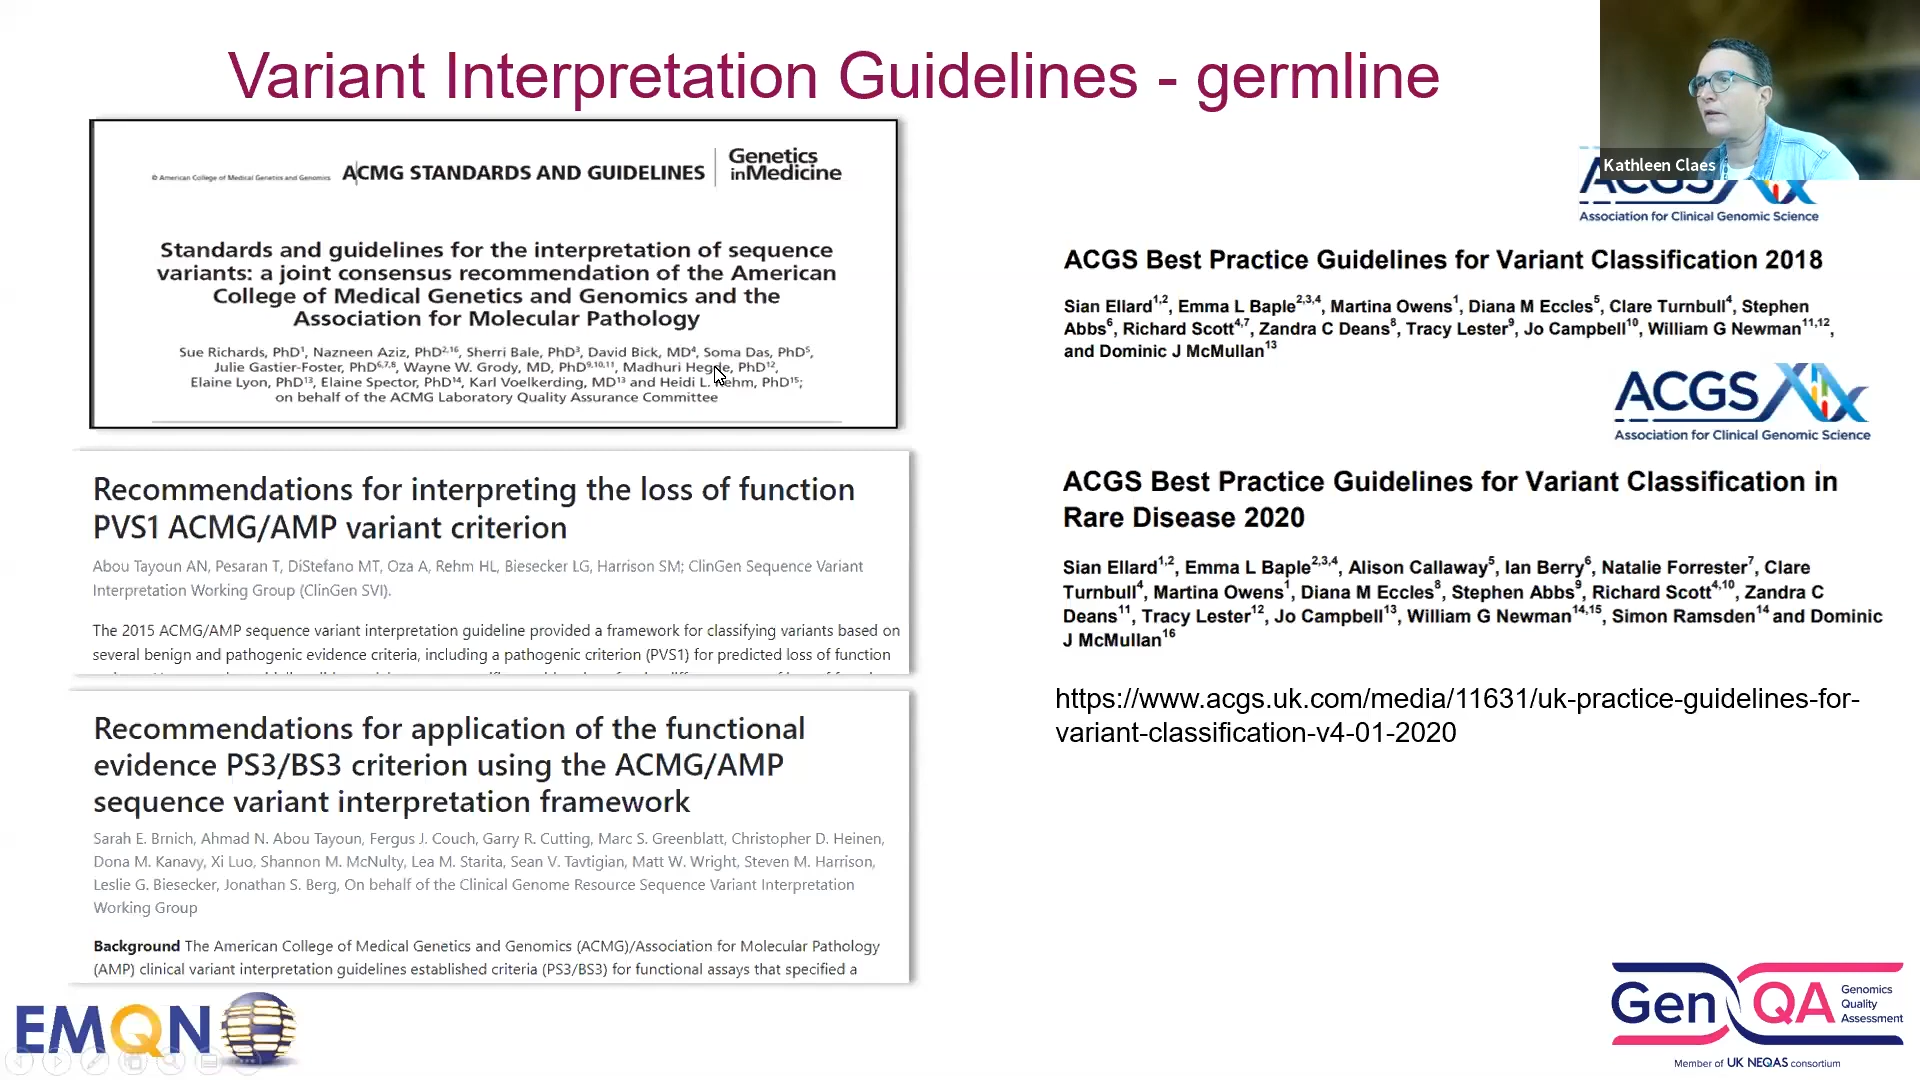 Variant Interpretation Guidelines - germline
© American College of Medical Genetics and Genomics
ACMG STANDARDS AND GUIDELINES
Genetics
inMedicine
Standards and guidelines for the interpretation of sequence
variants: a joint consensus recommendation of the American
College of Medical Genetics and Genomics and the
Association for Molecular Pathology
Sue Richards, PhD1, Nazneen Aziz, PhD2,16, Sherri Bale, PhD3, David Bick, MD4, Soma Das, PhD5,
Julie Gastier-Foster, PhD6,7,8, Wayne W. Grody, MD, PhD9,10,11, Madhuri Hegde, PhD12,
Elaine Lyon, PhD13, Elaine Spector, PhD14, Karl Voelkerding, MD13 and Heidi L. Rehm, PhD15;
on behalf of the ACMG Laboratory Quality Assurance Committee
Recommendations for interpreting the loss of function
PVS1 ACMG/AMP variant criterion
Abou Tayoun AN, Pesaran T, DiStefano MT, Oza A, Rehm HL, Biesecker LG, Harrison SM; ClinGen Sequence Variant
Interpretation Working Group (ClinGen SVI).
The 2015 ACMG/AMP sequence variant interpretation guideline provided a framework for classifying variants based on
several benign and pathogenic evidence criteria, including a pathogenic criterion (PVS1) for predicted loss of function
Recommendations for application of the functional
evidence PS3/BS3 criterion using the ACMG/AMP
sequence variant interpretation framework
Sarah E. Brnich, Ahmad N. Abou Tayoun, Fergus J. Couch, Garry R. Cutting, Marc S. Greenblatt, Christopher D. Heinen,
Dona M. Kanavy, Xi Luo, Shannon M. McNulty, Lea M. Starita, Sean V. Tavtigian, Matt W. Wright, Steven M. Harrison,
Leslie G. Biesecker, Jonathan S. Berg, On behalf of the Clinical Genome Resource Sequence Variant Interpretation
Working Group
Background The American College of Medical Genetics and Genomics (ACMG)/Association for Molecular Pathology
(AMP) clinical variant interpretation guidelines established criteria (PS3/BS3) for functional assays that specified a
EMQN
Kathleen Claes
ACGS
Association for Clinical Genomic Science
ACGS Best Practice Guidelines for Variant Classification 2018
Sian Ellard1,2, Emma L Baple2,3,4, Martina Owens1, Diana M Eccles5, Clare Turnbull4, Stephen
Abbs6, Richard Scott4,7, Zandra C Deans8, Tracy Lester9, Jo Campbell10, William G Newman11,12,
and Dominic J McMullan13
ACGS
Association for Clinical Genomic Science
ACGS Best Practice Guidelines for Variant Classification in
Rare Disease 2020
Sian Ellard1,2, Emma L Baple2,3,4, Alison Callaway5, Ian Berry6, Natalie Forrester7, Clare
Turnbull4, Martina Owens1, Diana M Eccles8, Stephen Abbs9, Richard Scott4,10, Zandra C
Deans11, Tracy Lester12, Jo Campbell13, William G Newman14,15, Simon Ramsden14 and Dominic
J McMullan16
https://www.acgs.uk.com/media/11631/uk-practice-guidelines-for-
variant-classification-v4-01-2020
GenQA
Genomics
Quality
Assessment
Member of UK NEQAS consortium